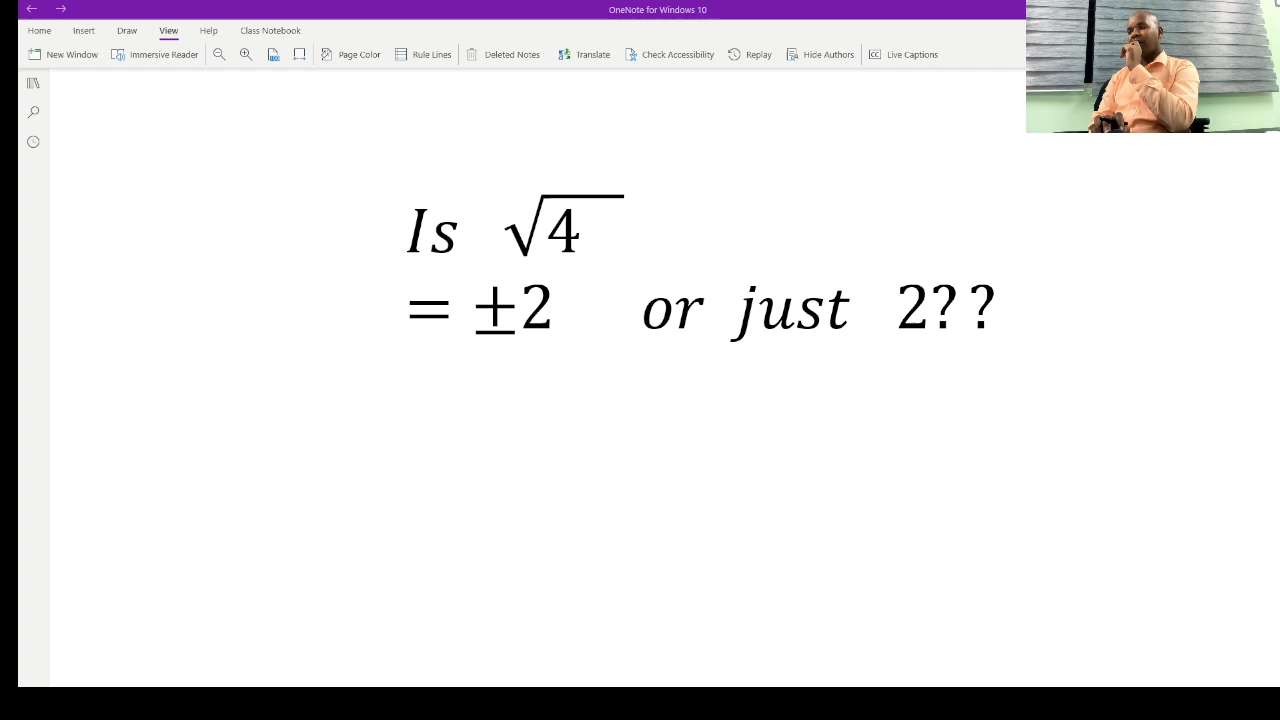 OneNote for Windows 10
Home Insert Draw View Help Class Notebook
New Window Immersive Reader Page Color Rule Lines Deleted Notes Translate Check Accessibility Replay Hide Authors Live Captions
Is √4
= ±2 or just 2??